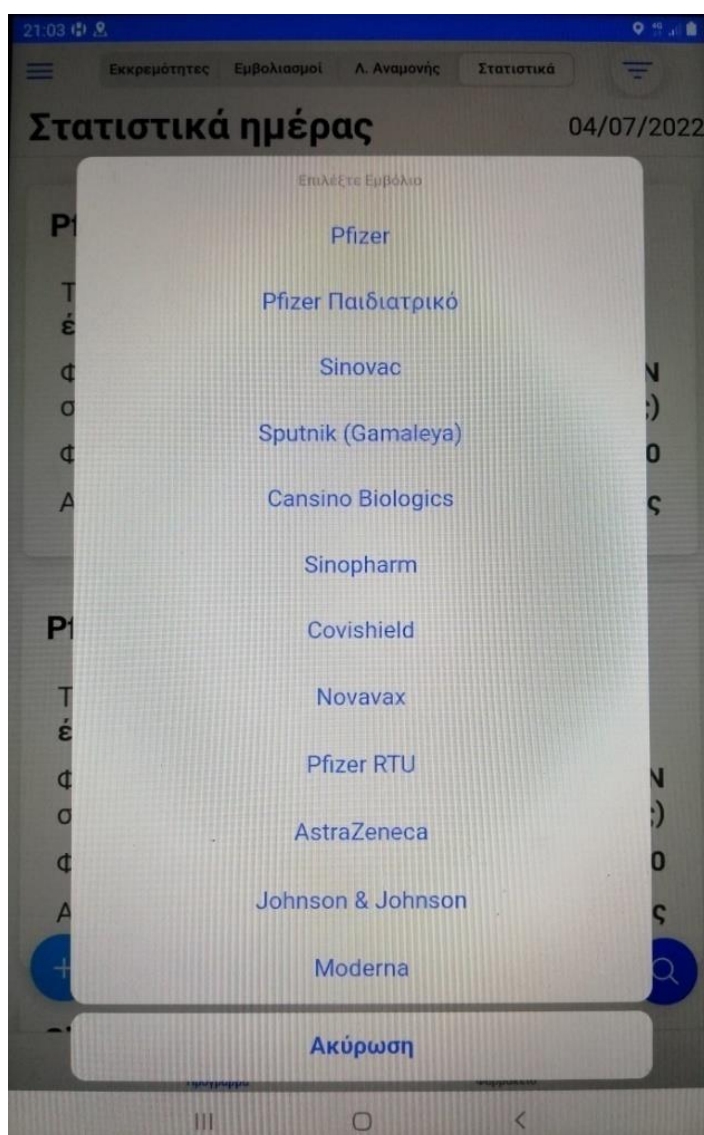 21:03
Εκκρεμότητες Εμβολιασμοί Λ. Αναμονής Στατιστικά
Στατιστικά ημέρας 04/07/2022
Επιλέξτε Εμβόλιο
Pfizer
Pfizer Παιδιατρικό
Sinovac
Sputnik (Gamaleya)
Cansino Biologics
Sinopharm
Covishield
Novavax
Pfizer RTU
AstraZeneca
Johnson & Johnson
Moderna
Ακύρωση